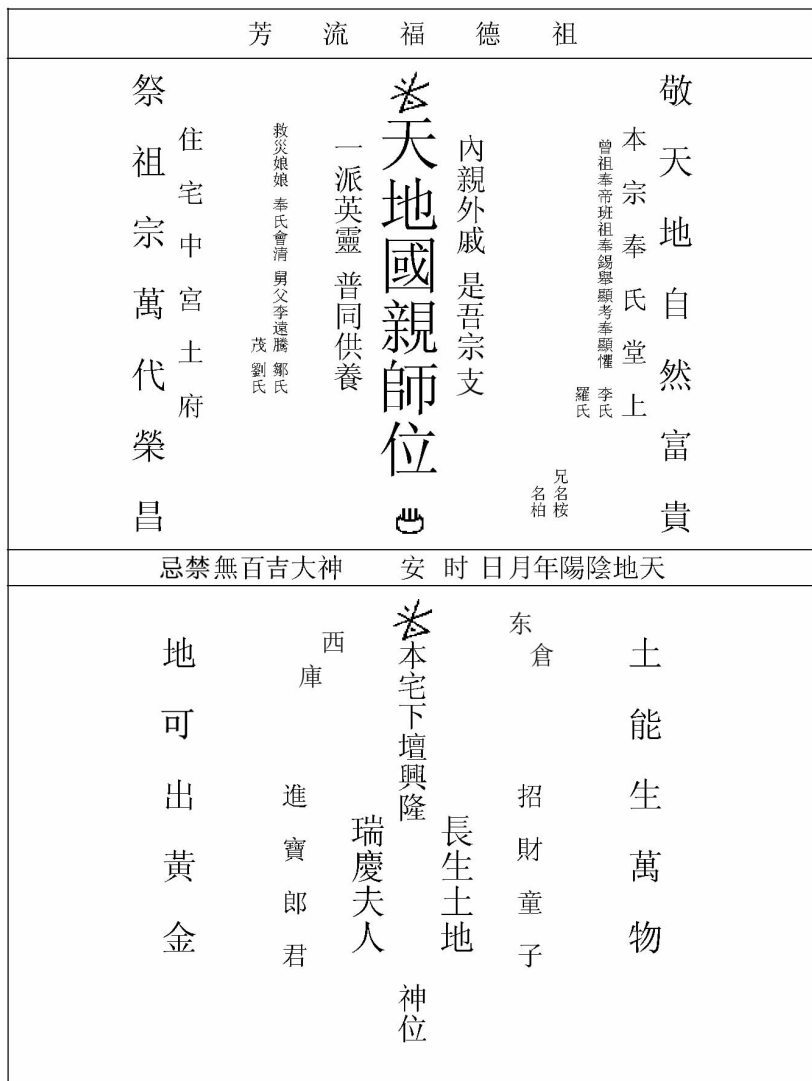 祖德福流芳
敬天地自然富貴
本宗奉氏堂上
曾祖奉帝班祖奉錫舉顯考奉顯懼 李氏
羅氏
兄名桉
名柏
內親外戚 是吾宗支
天地國親師位
一派英靈 普同供養
救災娘娘 奉氏會清 舅父李遠騰 鄒氏
茂 劉氏
住宅中宮土府
祭祖宗萬代榮昌
天地陰陽年月日时 安 神大吉百無禁忌
土能生萬物
东倉
招財童子
長生土地
本宅下壇興隆
神位
瑞慶夫人
西庫
進寶郎君
地可出黃金